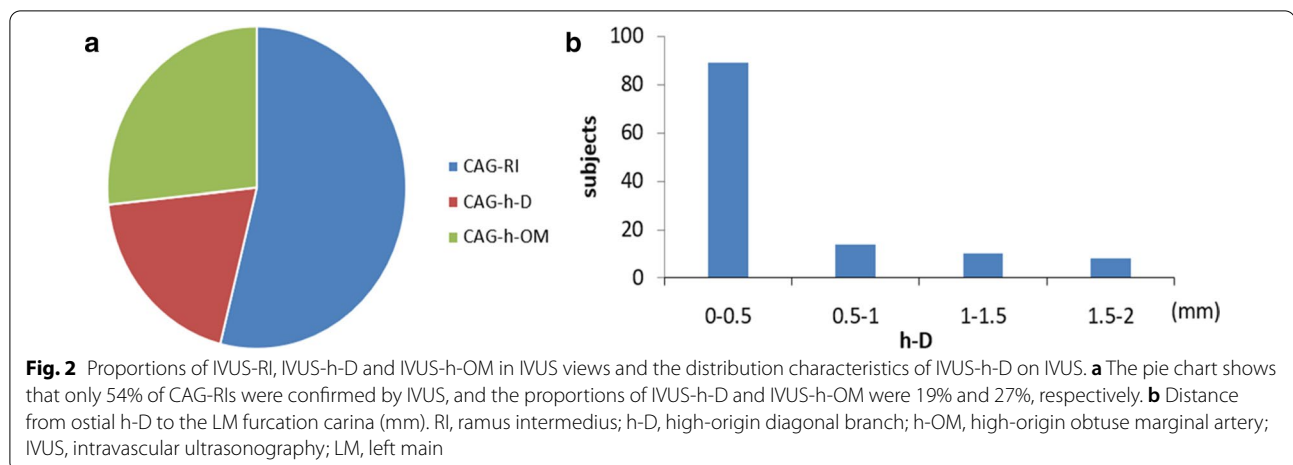 a
CAG-RI
CAG-h-D
CAG-h-OM
b
subjects
100
80
60
40
20
0
0-0.5 0.5-1 1-1.5 1.5-2 (mm)
h-D
Fig. 2 Proportions of IVUS-RI, IVUS-h-D and IVUS-h-OM in IVUS views and the distribution characteristics of IVUS-h-D on IVUS. a The pie chart shows
that only 54% of CAG-RIs were confirmed by IVUS, and the proportions of IVUS-h-D and IVUS-h-OM were 19% and 27%, respectively. b Distance
from ostial h-D to the LM furcation carina (mm). RI, ramus intermedius; h-D, high-origin diagonal branch; h-OM, high-origin obtuse marginal artery;
IVUS, intravascular ultrasonography; LM, left main